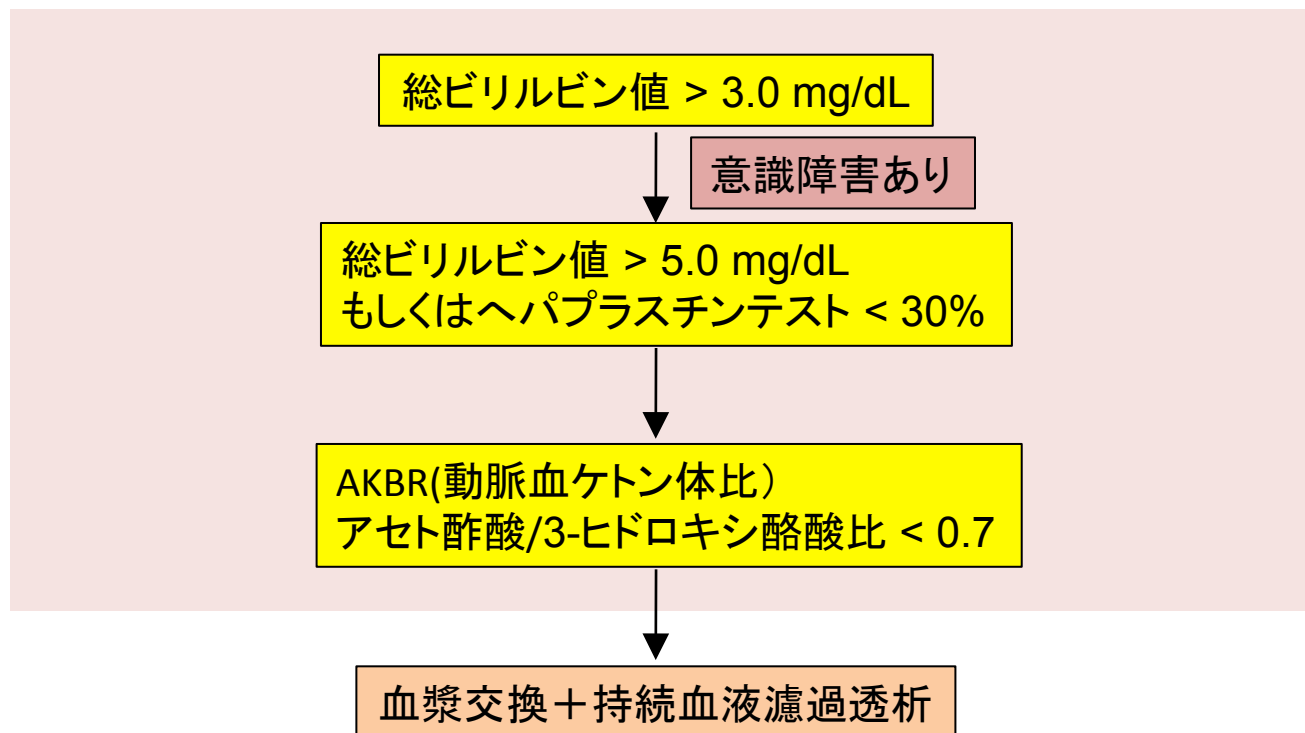 総ビリルビン値 > 3.0 mg/dL
意識障害あり
総ビリルビン値 > 5.0 mg/dL
もしくはヘパプラスチンテスト < 30%
AKBR(動脈血ケトン体比）
アセト酢酸/3-ヒドロキシ酪酸比 < 0.7
血漿交換＋持続血液濾過透析